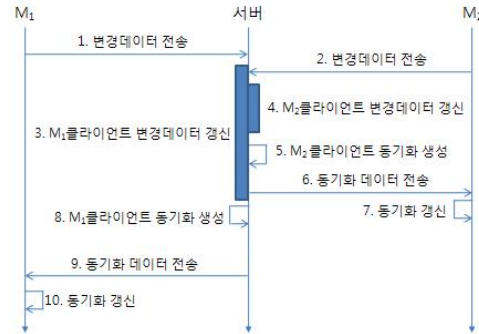 M₁ 서버 M₂
1. 변경데이터 전송
2. 변경데이터 전송
3. M₁클라이언트 변경데이터 갱신
4. M₂클라이언트 변경데이터 갱신
5. M₂클라이언트 동기화 생성
6. 동기화 데이터 전송
7. 동기화 갱신
8. M₁클라이언트 동기화 생성
9. 동기화 데이터 전송
10. 동기화 갱신